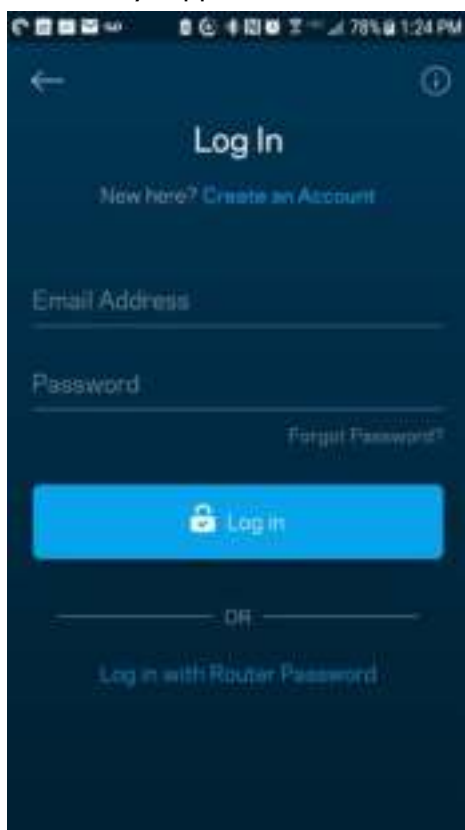 78% 1:24 PM
Log In
New here? Create an Account
Email Address
Password
Forgot Password?
Log in
OR
Log in with Router Password